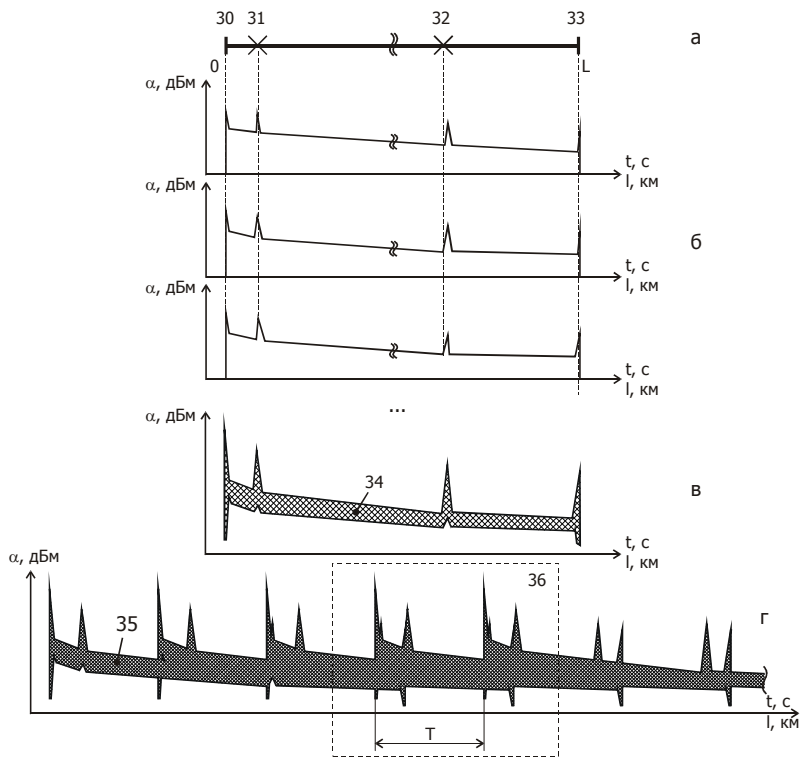 30 31 32 33
а
0 L
α, дБм
t, с
l, км
α, дБм
б
t, с
l, км
α, дБм
t, с
l, км
...
α, дБм
34
в
t, с
l, км
α, дБм
36
г
35
t, с
l, км
T